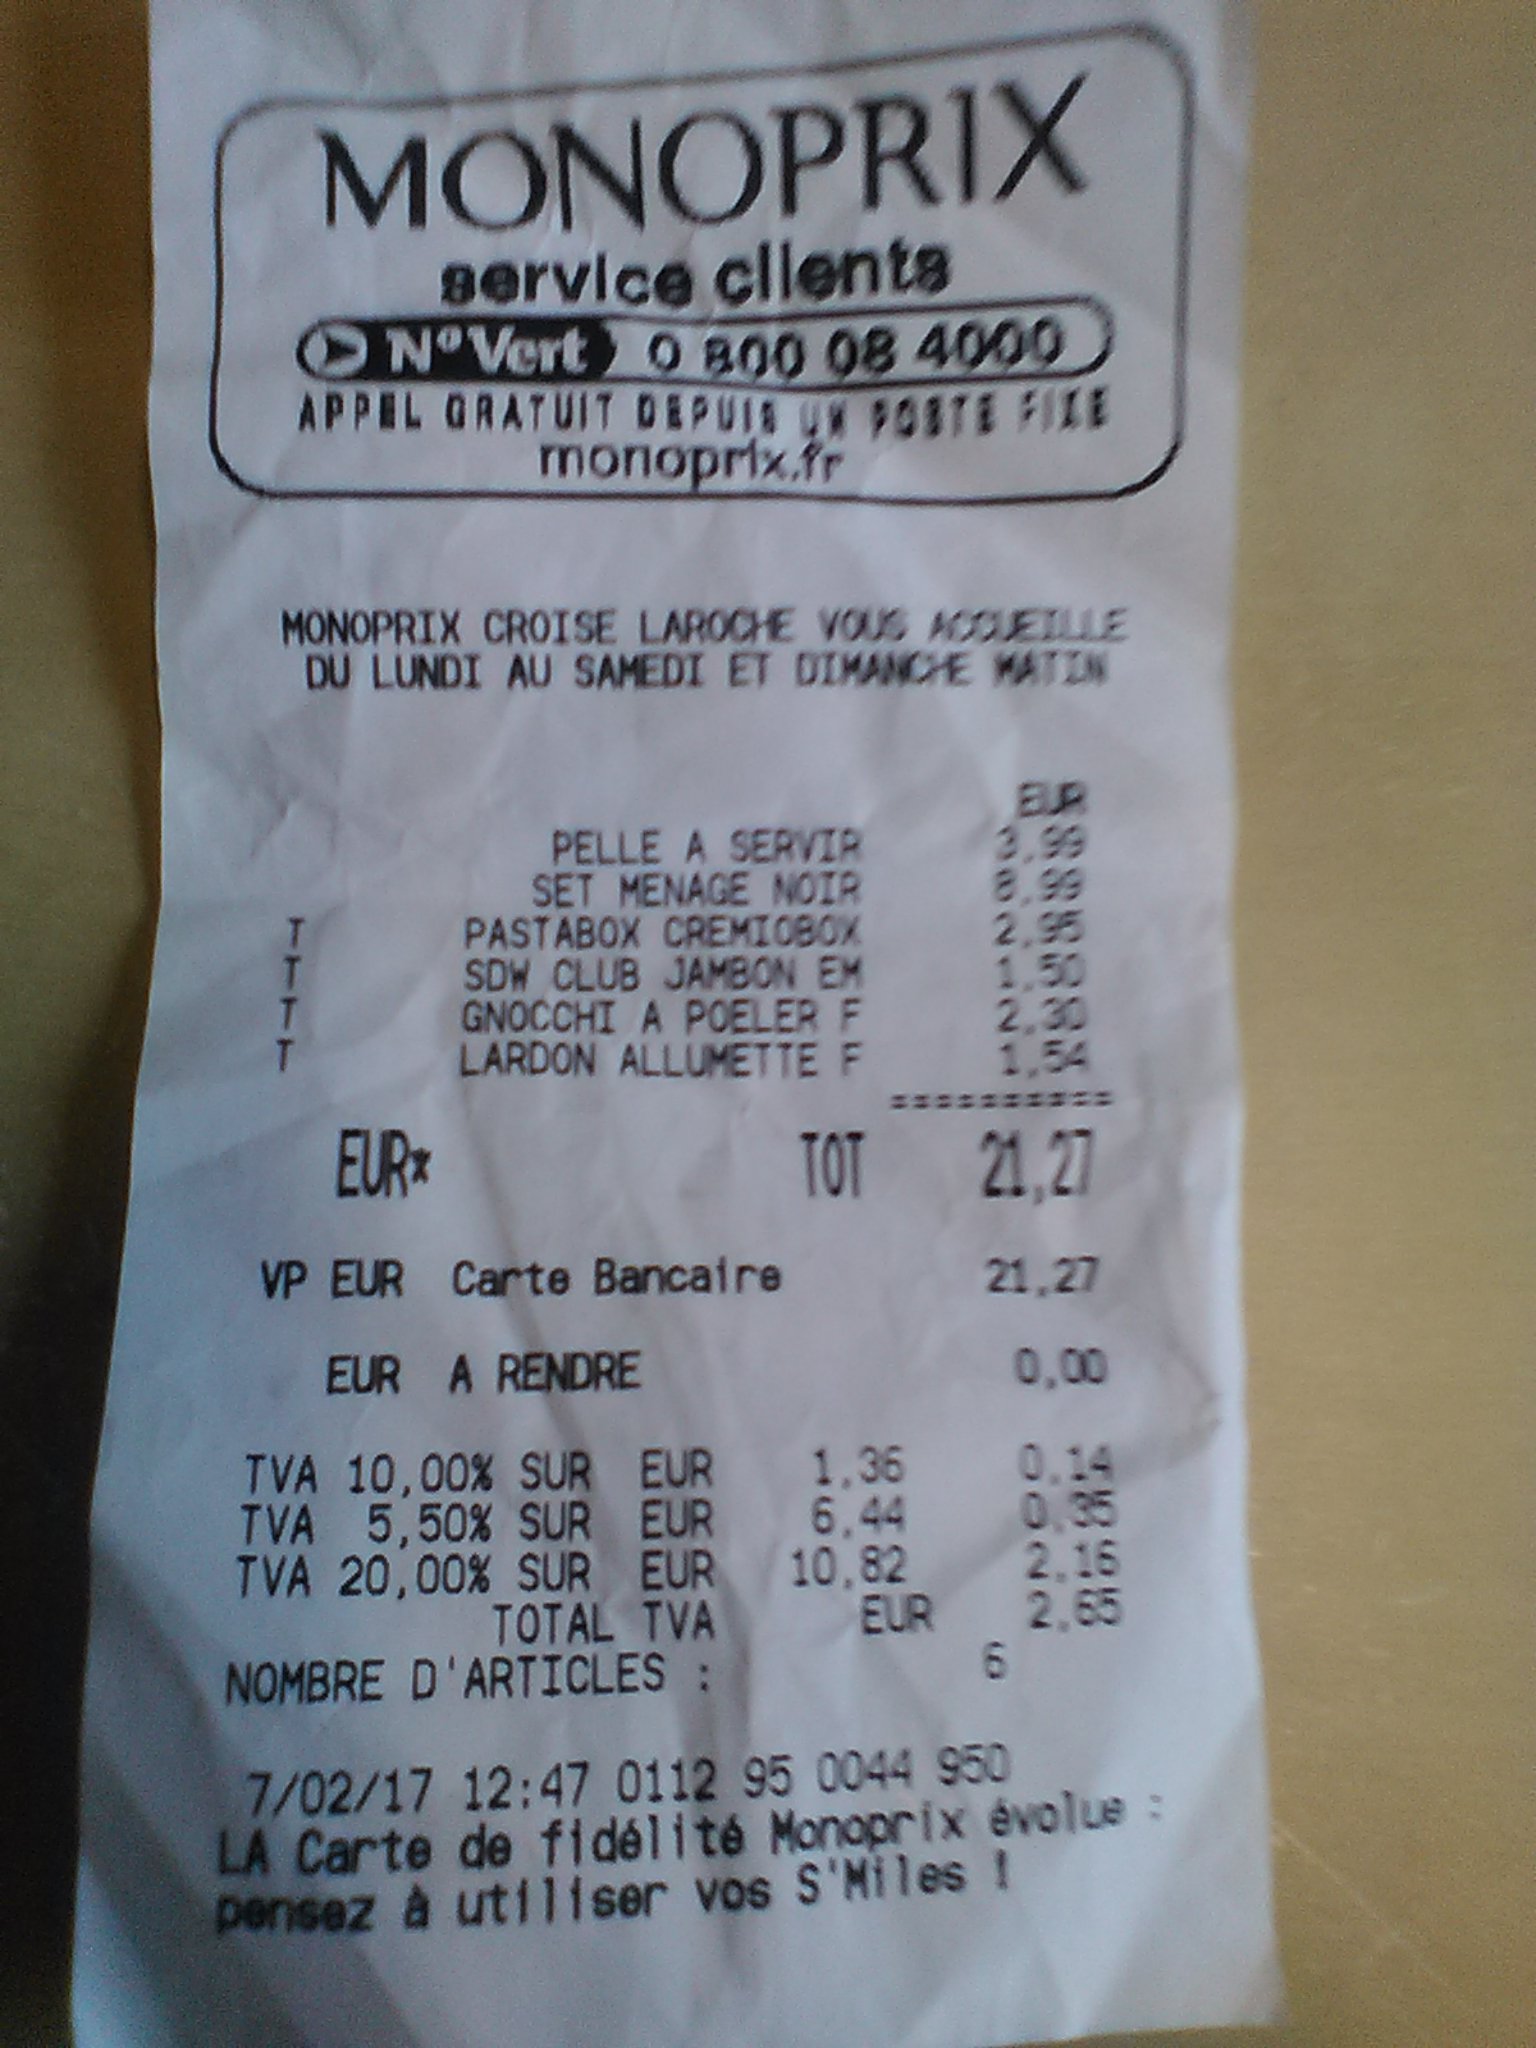 MONOPRIX
service clients
N° Vert 0 800 08 4000
APPEL GRATUIT DEPUIS UN POSTE FIXE
monoprix.fr
MONOPRIX CROISE LAROCHE VOUS ACCUEILLE
DU LUNDI AU SAMEDI ET DIMANCHE MATIN
EUR
PELLE A SERVIR 3,99
SET MENAGE NOIR 8,99
T PASTABOX CREMIOBOX 2,95
T SDW CLUB JAMBON EM 1,50
T GNOCCHI A POELER F 2,30
T LARDON ALLUMETTE F 1,54
==========
EUR* TOT 21,27
VP EUR Carte Bancaire 21,27
EUR A RENDRE 0,00
TVA 10,00% SUR EUR 1,36 0,14
TVA 5,50% SUR EUR 6,44 0,35
TVA 20,00% SUR EUR 10,82 2,16
TOTAL TVA EUR 2,65
NOMBRE D'ARTICLES : 6
7/02/17 12:47 0112 95 0044 950
LA Carte de fidélité Monoprix évolue :
pensez à utiliser vos S'Miles !